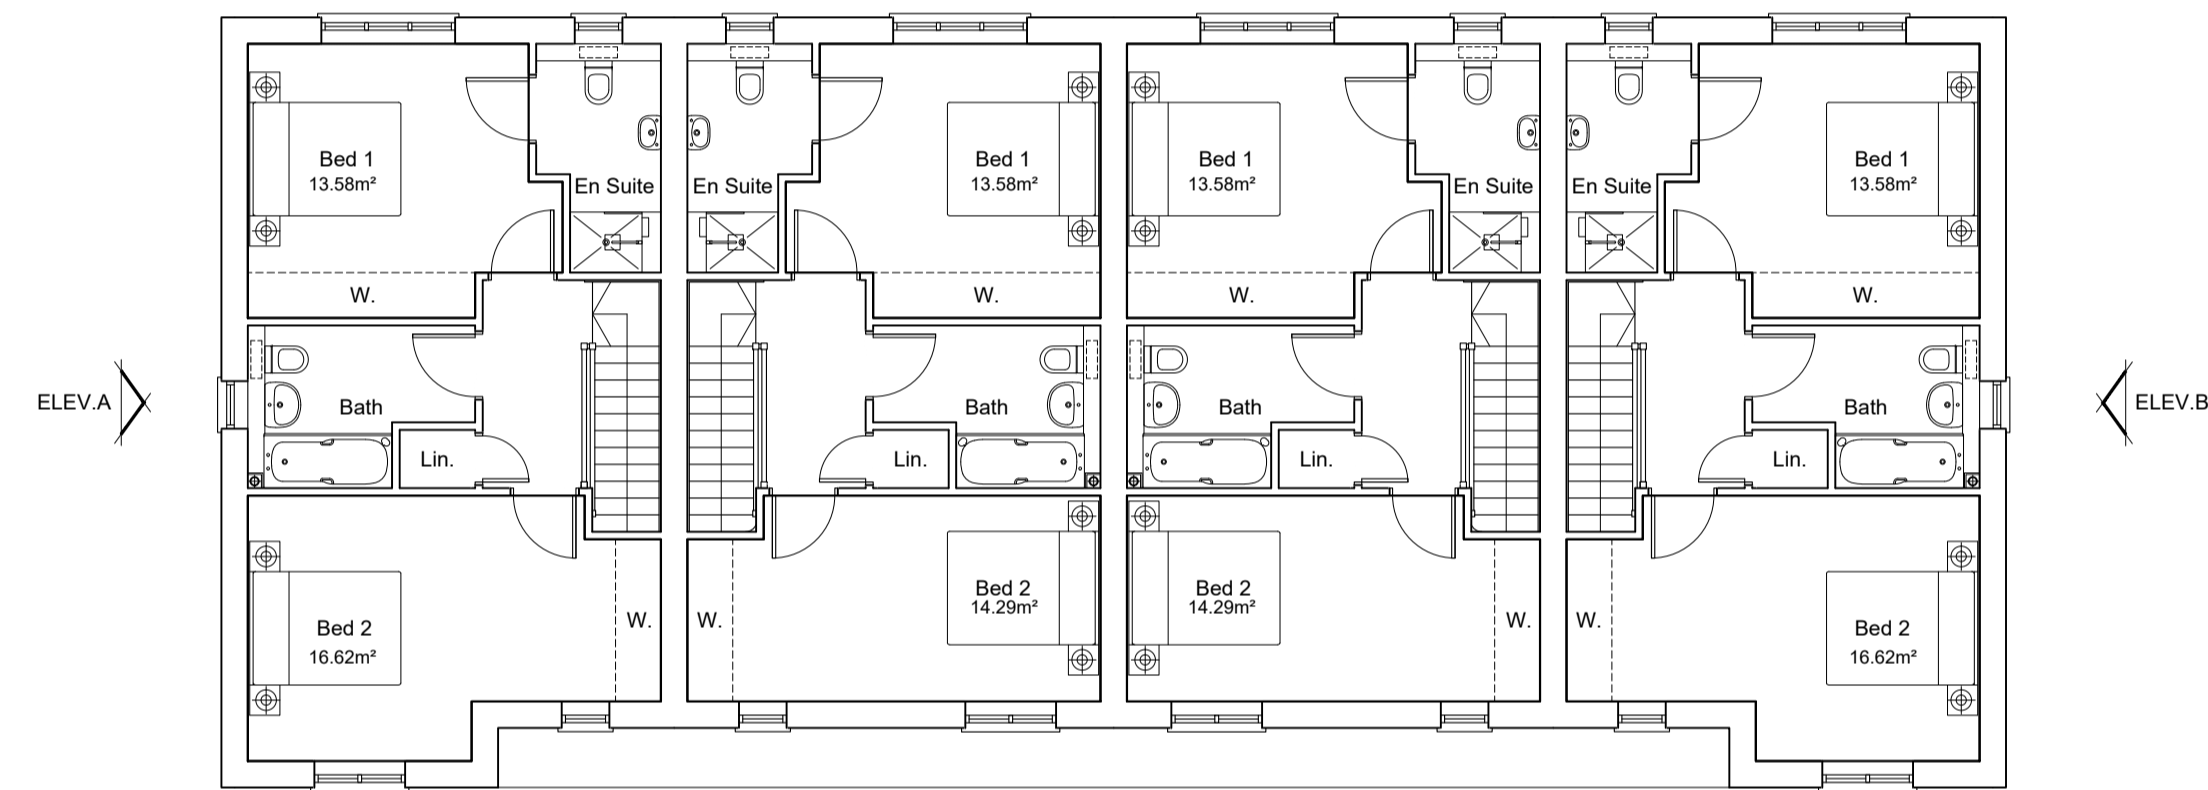 Bed 1
13.58m²
En Suite
En Suite
Bed 1
13.58m²
Bed 1
13.58m²
En Suite
En Suite
Bed 1
13.58m²
W.
W.
W.
W.
ELEV.A
Bath
Bath
Bath
Bath
ELEV.B
Lin.
Lin.
Lin.
Lin.
Bed 2
16.62m²
W.
W.
Bed 2
14.29m²
Bed 2
14.29m²
W.
W.
Bed 2
16.62m²